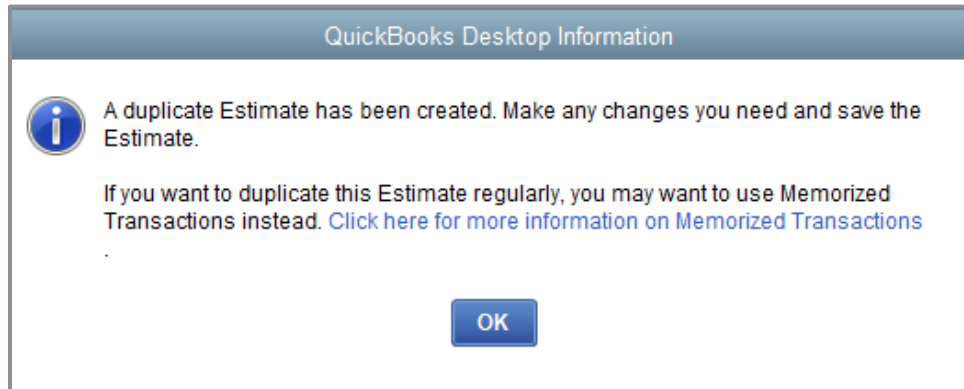 QuickBooks Desktop Information
A duplicate Estimate has been created. Make any changes you need and save the
Estimate.
If you want to duplicate this Estimate regularly, you may want to use Memorized
Transactions instead. Click here for more information on Memorized Transactions
.
OK